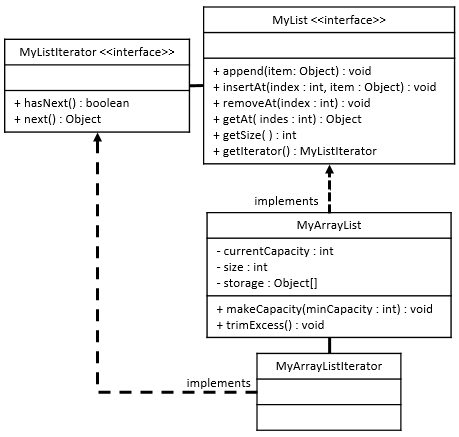 MyList <<interface>>
+ append(item: Object) : void
+ insertAt(index : int, item : Object) : void
+ removeAt(index : int) : void
+ getAt( indes : int) : Object
+ getSize( ) : int
+ getIterator() : MyListIterator
MyListIterator <<interface>>
+ hasNext() : boolean
+ next() : Object
implements
MyArrayList
- currentCapacity : int
- size : int
- storage : Object[]
+ makeCapacity(minCapacity : int) : void
+ trimExcess() : void
MyArrayListIterator
implements